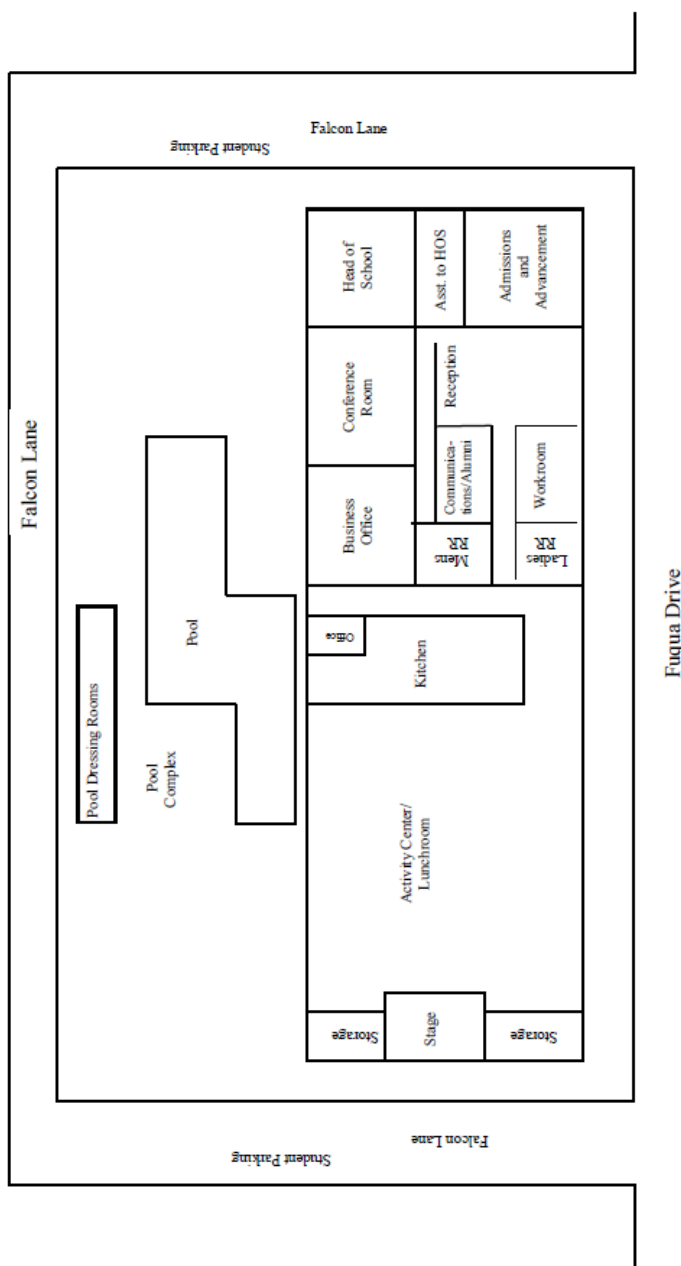 Falcon Lane
Student Parking
Falcon Lane
Head of
School
Asst. to HOS
Admissions
and
Advancement
Conference
Room
Reception
Communica-
tions/Alumni
Workroom
Business
Office
Mens
RR
Ladies
RR
Pool Dressing Rooms
Pool
Pool
Complex
Office
Kitchen
Fuqua Drive
Activity Center/
Lunchroom
Storage
Stage
Storage
Falcon Lane
Student Parking